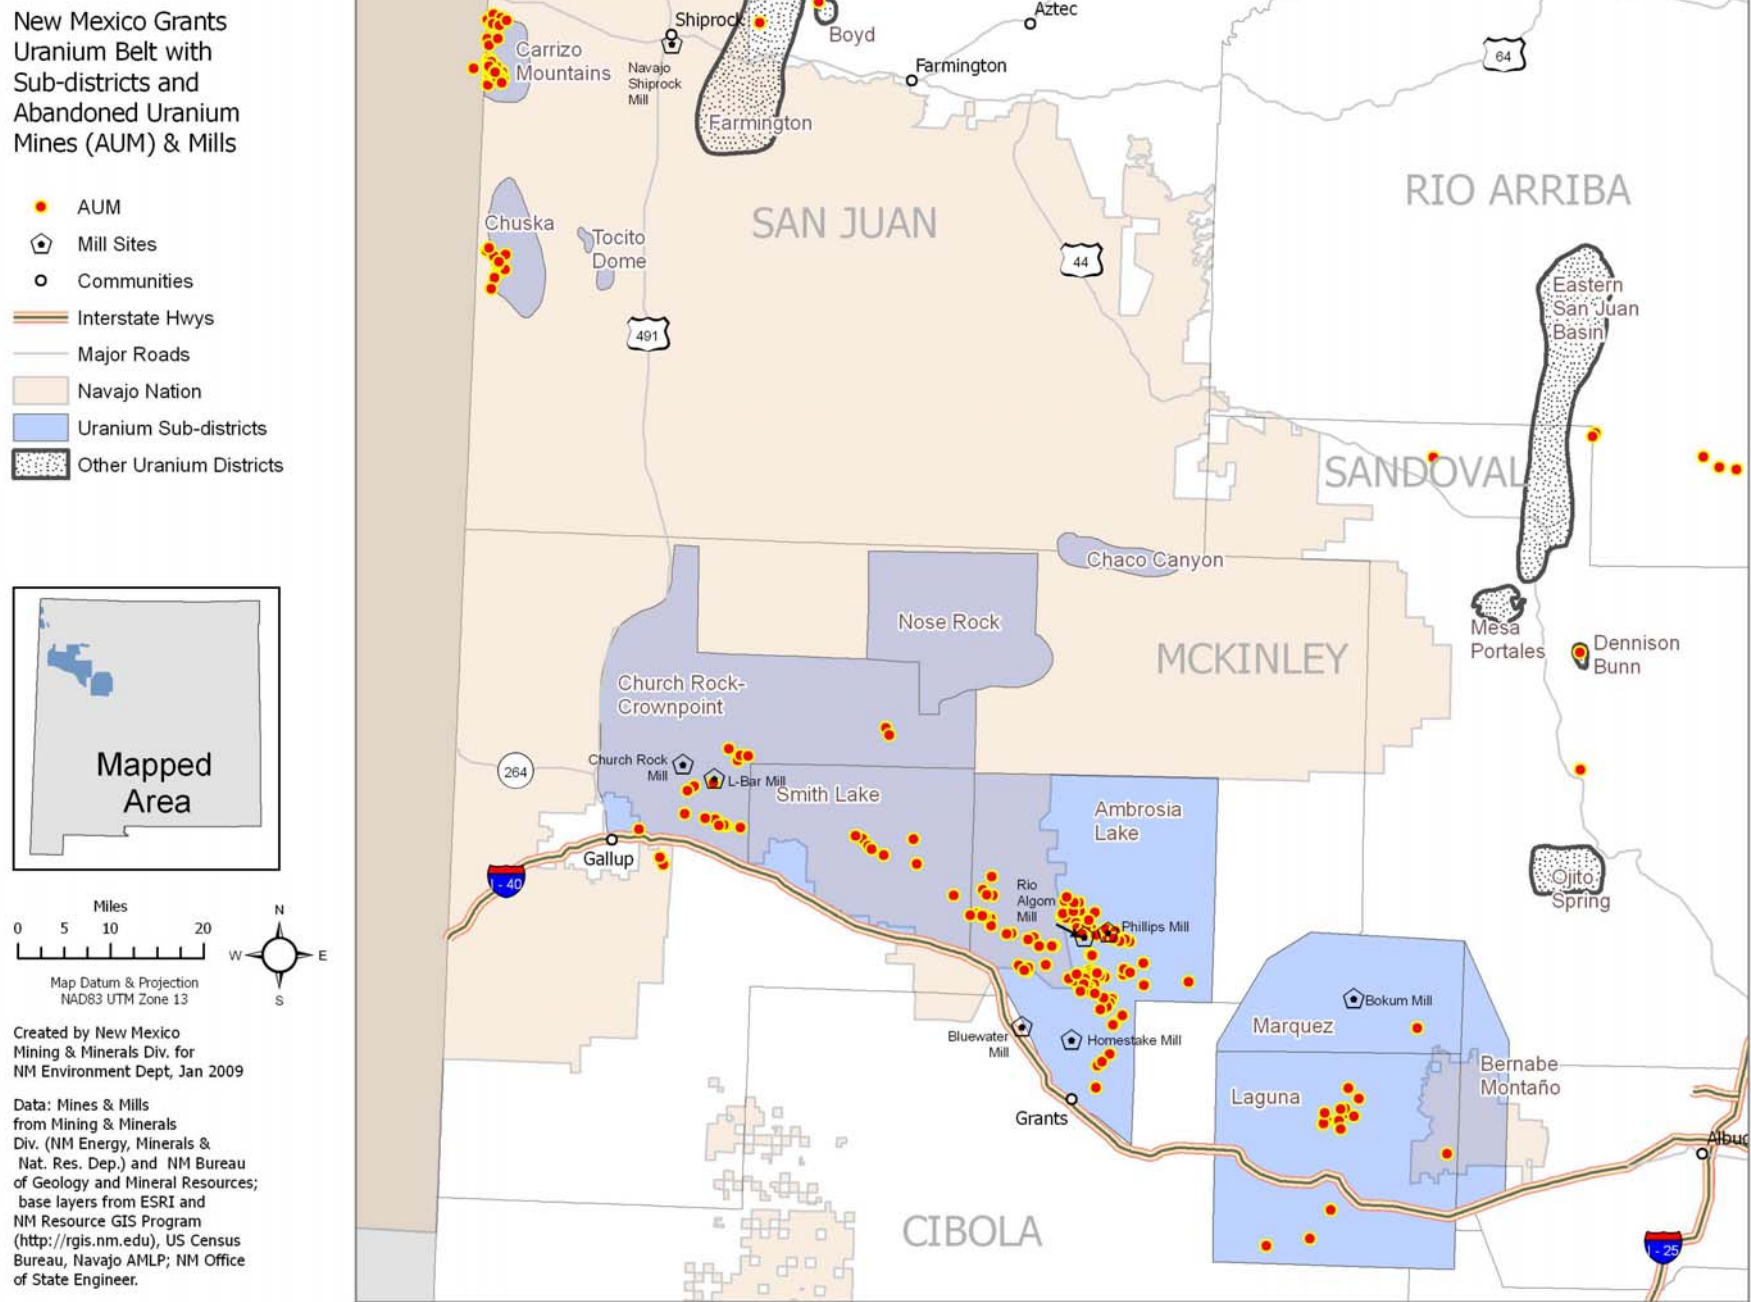 New Mexico Grants
Uranium Belt with
Sub-districts and
Abandoned Uranium
Mines (AUM) & Mills
AUM
Mill Sites
Communities
Interstate Hwys
Major Roads
Navajo Nation
Uranium Sub-districts
Other Uranium Districts
Mapped
Area
Miles
0 5 10 20
N
W E
S
Map Datum & Projection
NAD83 UTM Zone 13
Created by New Mexico
Mining & Minerals Div. for
NM Environment Dept, Jan 2009
Data: Mines & Mills
from Mining & Minerals
Div. (NM Energy, Minerals &
Nat. Res. Dep.) and NM Bureau
of Geology and Mineral Resources;
base layers from ESRI and
NM Resource GIS Program
(http://rgis.nm.edu), US Census
Bureau, Navajo AMLP; NM Office
of State Engineer.
Carrizo
Mountains
Shiprock
Navajo
Shiprock
Mill
Boyd
Aztec
Farmington
64
Farmington
Chuska
Tocito
Dome
SAN JUAN
RIO ARRIBA
44
491
Eastern
San Juan
Basin
SANDOVAL
Chaco Canyon
Nose Rock
MCKINLEY
Mesa
Portales
Dennison
Bunn
Church Rock-
Crownpoint
Church Rock
Mill
L-Bar Mill
264
Smith Lake
Ambrosia
Lake
Gallup
I - 40
Rio
Algom
Mill
Phillips Mill
Ojito
Spring
Bluewater
Mill
Homestake Mill
Bokum Mill
Marquez
Grants
Laguna
Bernabe
Montaño
Albuq
CIBOLA
I - 25